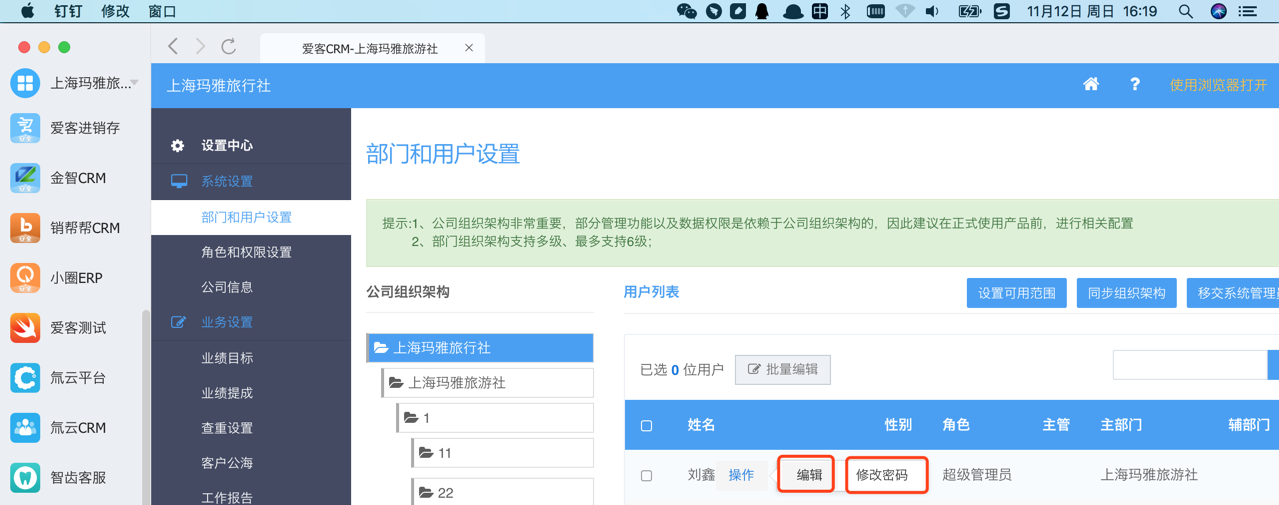 钉钉 修改 窗口 11月12日 周日 16:19
爱客CRM-上海玛雅旅游社
上海玛雅旅...
上海玛雅旅行社 ? 使用浏览器打开
爱客进销存
金智CRM
销帮帮CRM
小圈ERP
爱客测试
氚云平台
氚云CRM
智齿客服
设置中心
系统设置
部门和用户设置
角色和权限设置
公司信息
业务设置
业绩目标
业绩提成
查重设置
客户公海
工作报告
部门和用户设置
提示:1、公司组织架构非常重要，部分管理功能以及数据权限是依赖于公司组织架构的，因此建议在正式使用产品前，进行相关配置
2、部门组织架构支持多级、最多支持6级；
公司组织架构
上海玛雅旅行社
上海玛雅旅游社
1
11
22
用户列表 设置可用范围 同步组织架构 移交系统管理
已选 0 位用户 批量编辑
姓名 性别 角色 主管 主部门 辅部门
刘鑫 操作 编辑 修改密码 超级管理员 上海玛雅旅游社